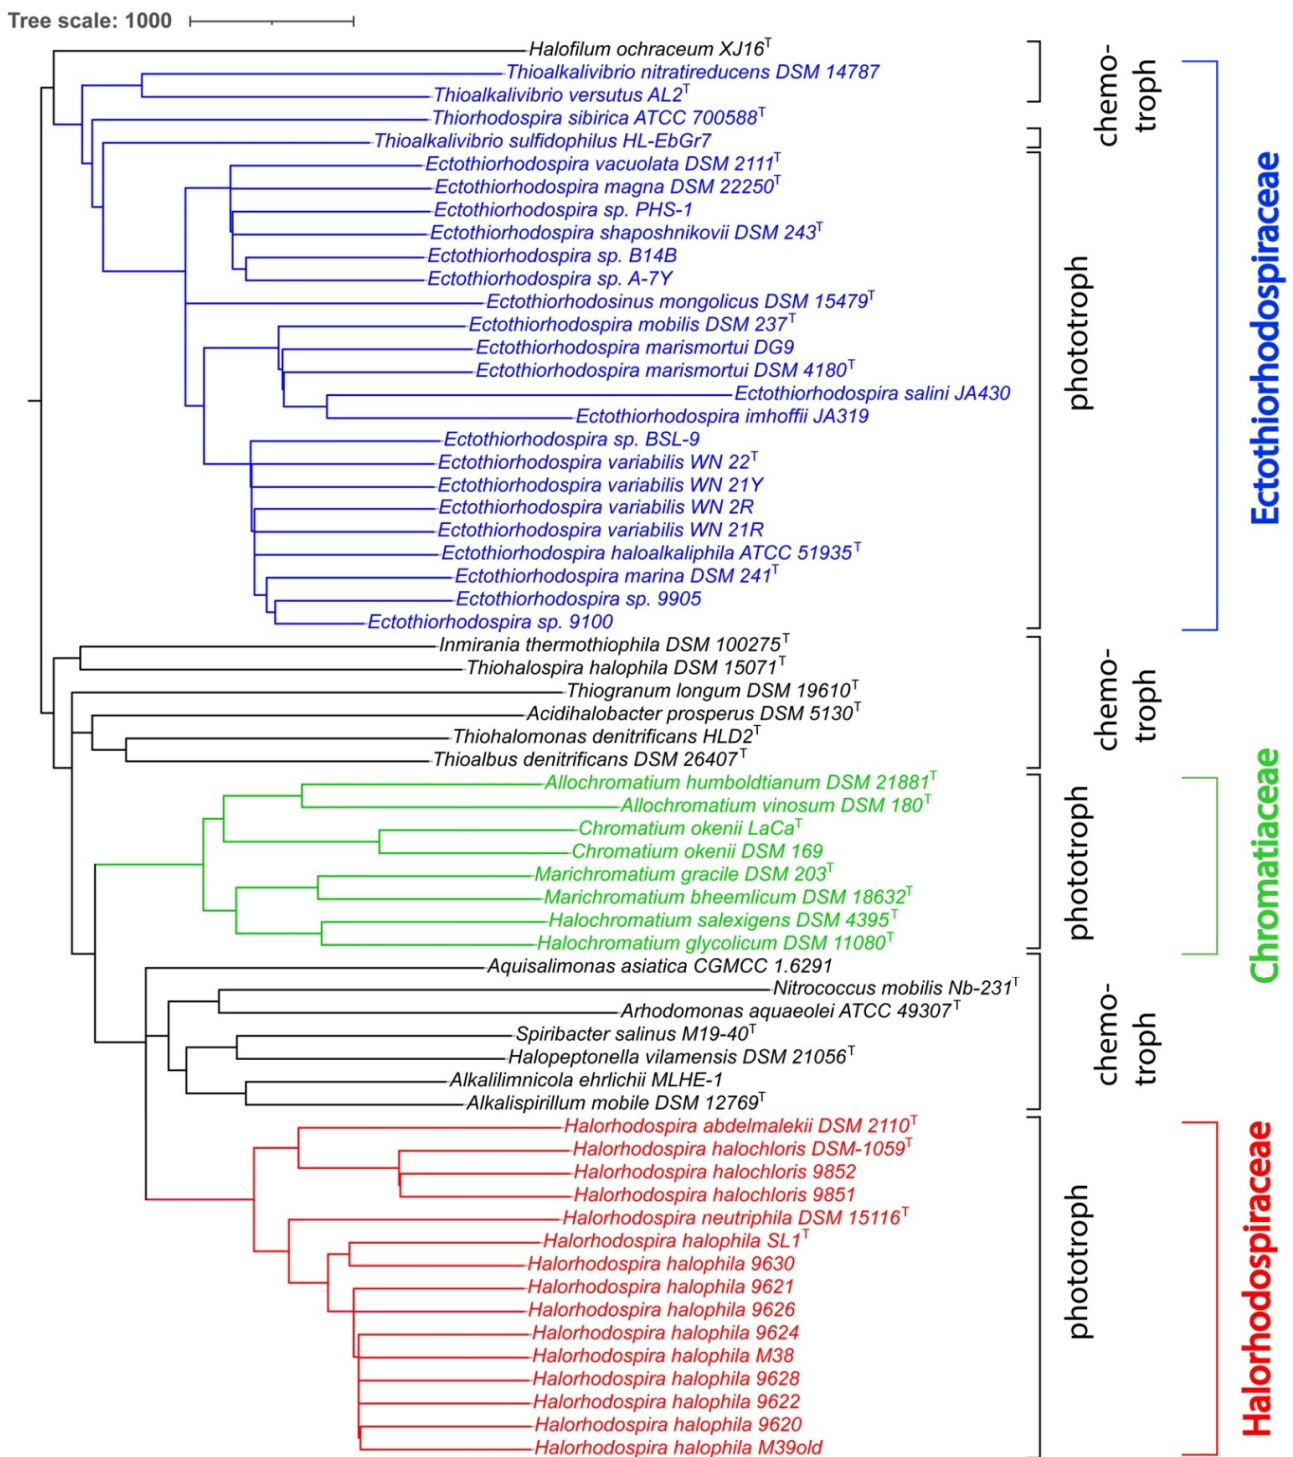 Tree scale: 1000
Halofilum ochraceum XJ16T
Thioalkalivibrio nitratireducens DSM 14787
Thioalkalivibrio versutus AL2T
Thiorhodospira sibirica ATCC 700588T
Thioalkalivibrio sulfidophilus HL-EbGr7
Ectothiorhodospira vacuolata DSM 2111T
Ectothiorhodospira magna DSM 22250T
Ectothiorhodospira sp. PHS-1
Ectothiorhodospira shaposhnikovii DSM 243T
Ectothiorhodospira sp. B14B
Ectothiorhodospira sp. A-7Y
Ectothiorhodosinus mongolicus DSM 15479T
Ectothiorhodospira mobilis DSM 237T
Ectothiorhodospira marismortui DG9
Ectothiorhodospira marismortui DSM 4180T
Ectothiorhodospira salini JA430
Ectothiorhodospira imhoffii JA319
Ectothiorhodospira sp. BSL-9
Ectothiorhodospira variabilis WN 22T
Ectothiorhodospira variabilis WN 21Y
Ectothiorhodospira variabilis WN 2R
Ectothiorhodospira variabilis WN 21R
Ectothiorhodospira haloalkaliphila ATCC 51935T
Ectothiorhodospira marina DSM 241T
Ectothiorhodospira sp. 9905
Ectothiorhodospira sp. 9100
Inmirania thermothiophila DSM 100275T
Thiohalospira halophila DSM 15071T
Thiogranum longum DSM 19610T
Acidihalobacter prosperus DSM 5130T
Thiohalomonas denitrificans HLD2T
Thioalbus denitrificans DSM 26407T
Allochromatium humboldtianum DSM 21881T
Allochromatium vinosum DSM 180T
Chromatium okenii LaCaT
Chromatium okenii DSM 169
Marichromatium gracile DSM 203T
Marichromatium bheemlicum DSM 18632T
Halochromatium salexigens DSM 4395T
Halochromatium glycolicum DSM 11080T
Aquisalimonas asiatica CGMCC 1.6291
Nitrococcus mobilis Nb-231T
Arhodomonas aquaeolei ATCC 49307T
Spiribacter salinus M19-40T
Halopeptonella vilamensis DSM 21056T
Alkalilimnicola ehrlichii MLHE-1
Alkalispirillum mobile DSM 12769T
Halorhodospira abdelmalekii DSM 2110T
Halorhodospira halochloris DSM-1059T
Halorhodospira halochloris 9852
Halorhodospira halochloris 9851
Halorhodospira neutriphila DSM 15116T
Halorhodospira halophila SL1T
Halorhodospira halophila 9630
Halorhodospira halophila 9621
Halorhodospira halophila 9626
Halorhodospira halophila 9624
Halorhodospira halophila M38
Halorhodospira halophila 9628
Halorhodospira halophila 9622
Halorhodospira halophila 9620
Halorhodospira halophila M39old
chemo-
troph
phototroph
chemo-
troph
phototroph
chemo-
troph
phototroph
Ectothiorhodospiraceae
Chromatiaceae
Halorhodospiraceae